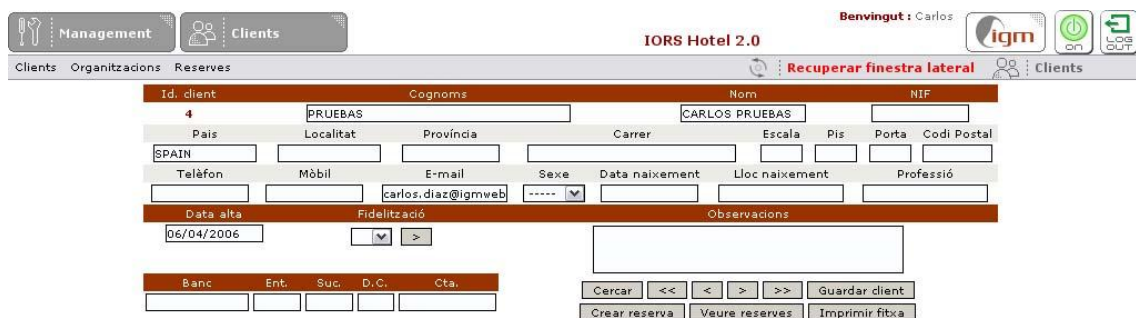 Benvingut : Carlos
Management Clients IORS Hotel 2.0 igm on LOG OUT
Clients Organitzacions Reserves Recuperar finestra lateral Clients
Id. client Cognoms Nom NIF
4 PRUEBAS CARLOS PRUEBAS
Pais Localitat Província Carrer Escala Pis Porta Codi Postal
SPAIN
Telèfon Mòbil E-mail Sexe Data naixement Lloc naixement Professió
carlos.diaz@igmweb -----
Data alta Fidelització Observacions
06/04/2006 >
Banc Ent. Suc. D.C. Cta.
Cercar << < > >> Guardar client
Crear reserva Veure reserves Imprimir fitxa